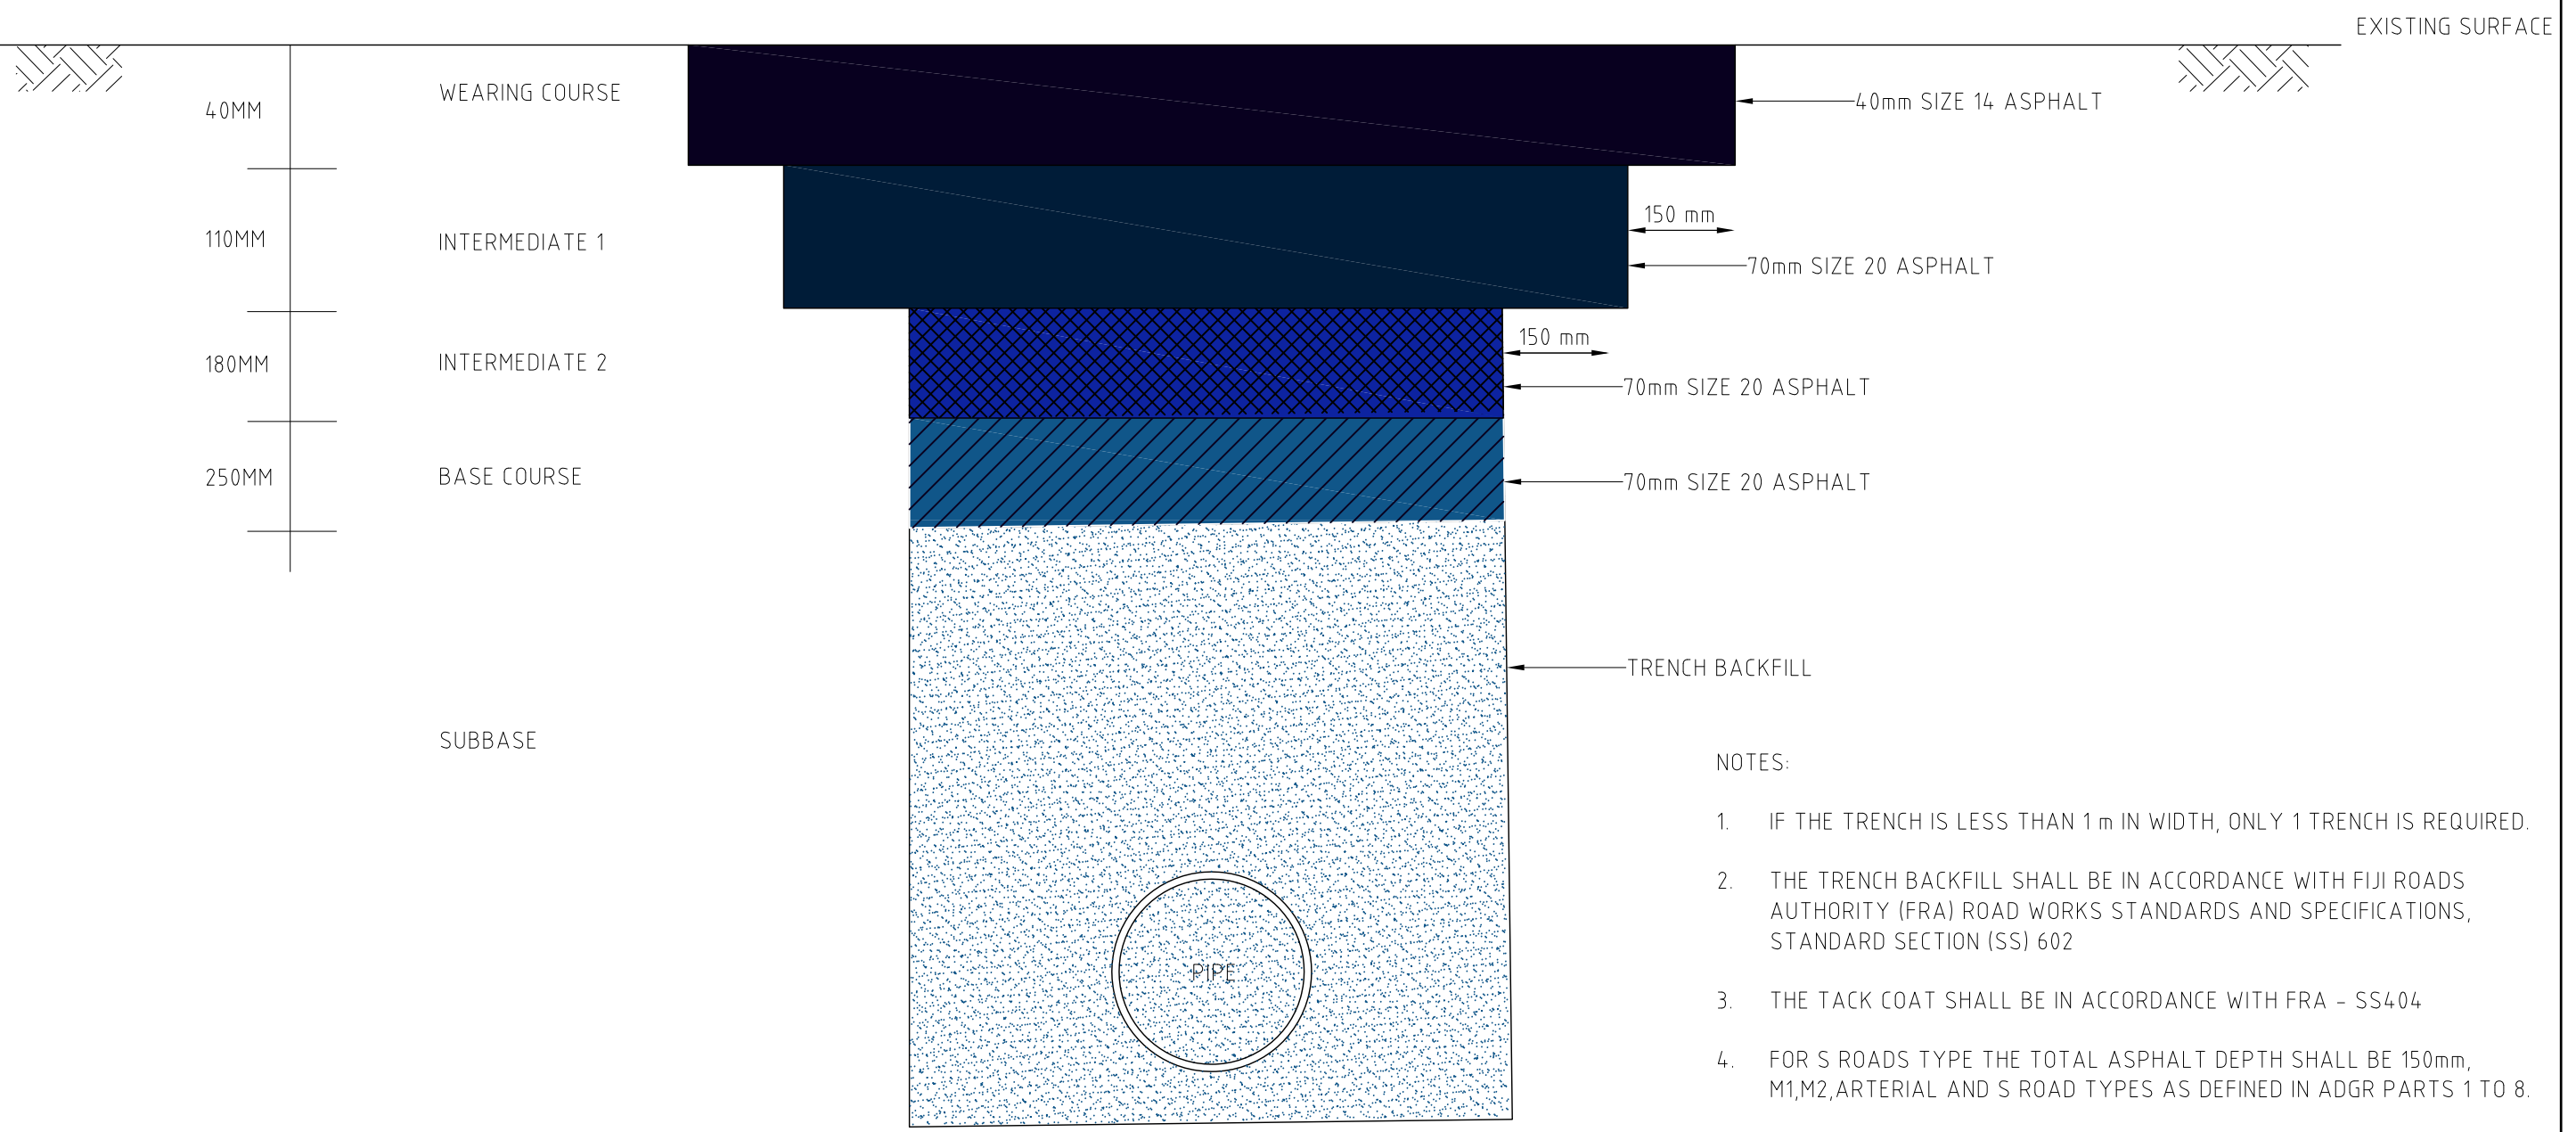 EXISTING SURFACE
40MM
WEARING COURSE
40mm SIZE 14 ASPHALT
110MM
INTERMEDIATE 1
150 mm
70mm SIZE 20 ASPHALT
180MM
INTERMEDIATE 2
150 mm
70mm SIZE 20 ASPHALT
250MM
BASE COURSE
70mm SIZE 20 ASPHALT
TRENCH BACKFILL
SUBBASE
PIPE
NOTES:
1. IF THE TRENCH IS LESS THAN 1 m IN WIDTH, ONLY 1 TRENCH IS REQUIRED.
2. THE TRENCH BACKFILL SHALL BE IN ACCORDANCE WITH FIJI ROADS
AUTHORITY (FRA) ROAD WORKS STANDARDS AND SPECIFICATIONS,
STANDARD SECTION (SS) 602
3. THE TACK COAT SHALL BE IN ACCORDANCE WITH FRA - SS404
4. FOR S ROADS TYPE THE TOTAL ASPHALT DEPTH SHALL BE 150mm,
M1,M2,ARTERIAL AND S ROAD TYPES AS DEFINED IN ADGR PARTS 1 TO 8.